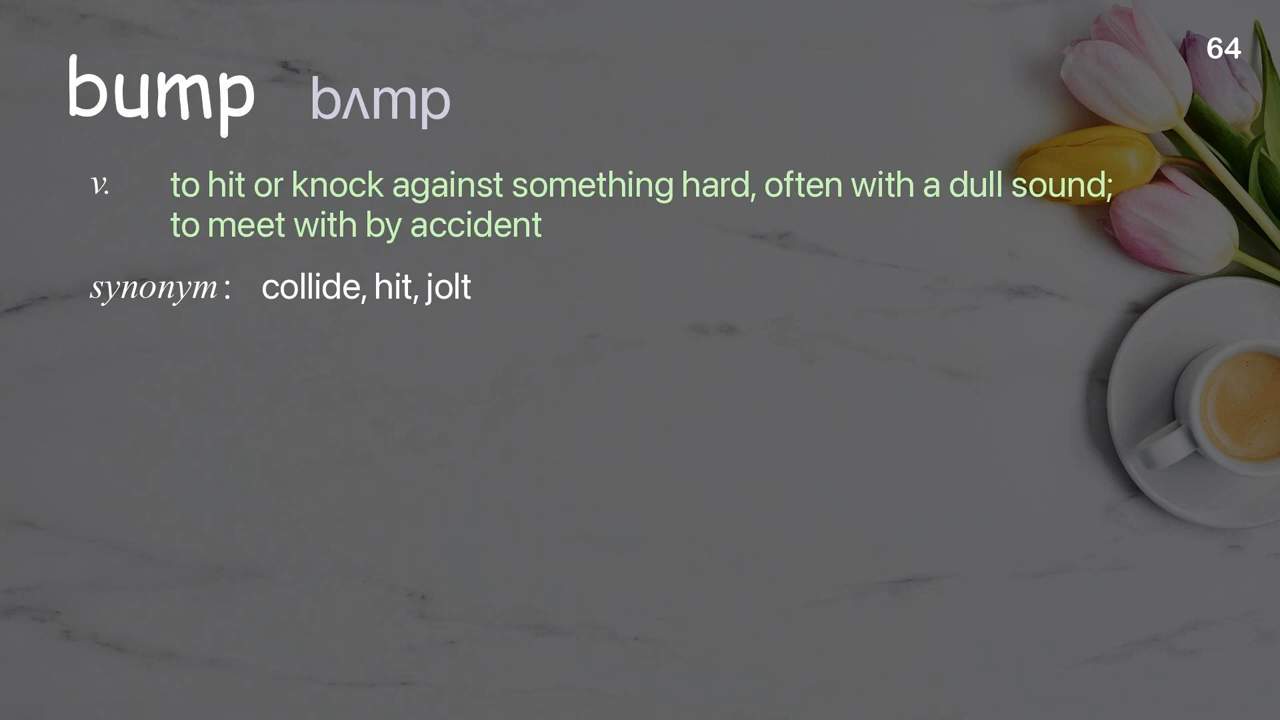 64
bump bʌmp
v. to hit or knock against something hard, often with a dull sound;
to meet with by accident
synonym: collide, hit, jolt